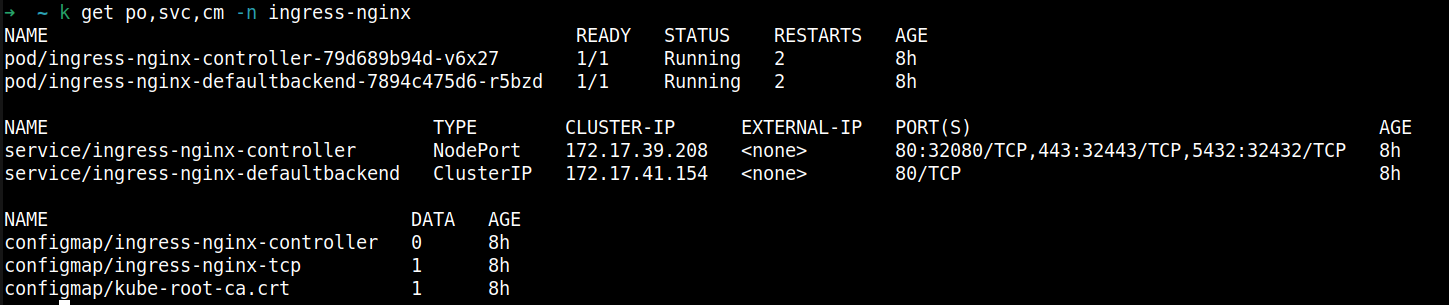 → ~ k get po,svc,cm -n ingress-nginx
NAME READY STATUS RESTARTS AGE
pod/ingress-nginx-controller-79d689b94d-v6x27 1/1 Running 2 8h
pod/ingress-nginx-defaultbackend-7894c475d6-r5bzd 1/1 Running 2 8h
NAME TYPE CLUSTER-IP EXTERNAL-IP PORT(S) AGE
service/ingress-nginx-controller NodePort 172.17.39.208 <none> 80:32080/TCP,443:32443/TCP,5432:32432/TCP 8h
service/ingress-nginx-defaultbackend ClusterIP 172.17.41.154 <none> 80/TCP 8h
NAME DATA AGE
configmap/ingress-nginx-controller 0 8h
configmap/ingress-nginx-tcp 1 8h
configmap/kube-root-ca.crt 1 8h